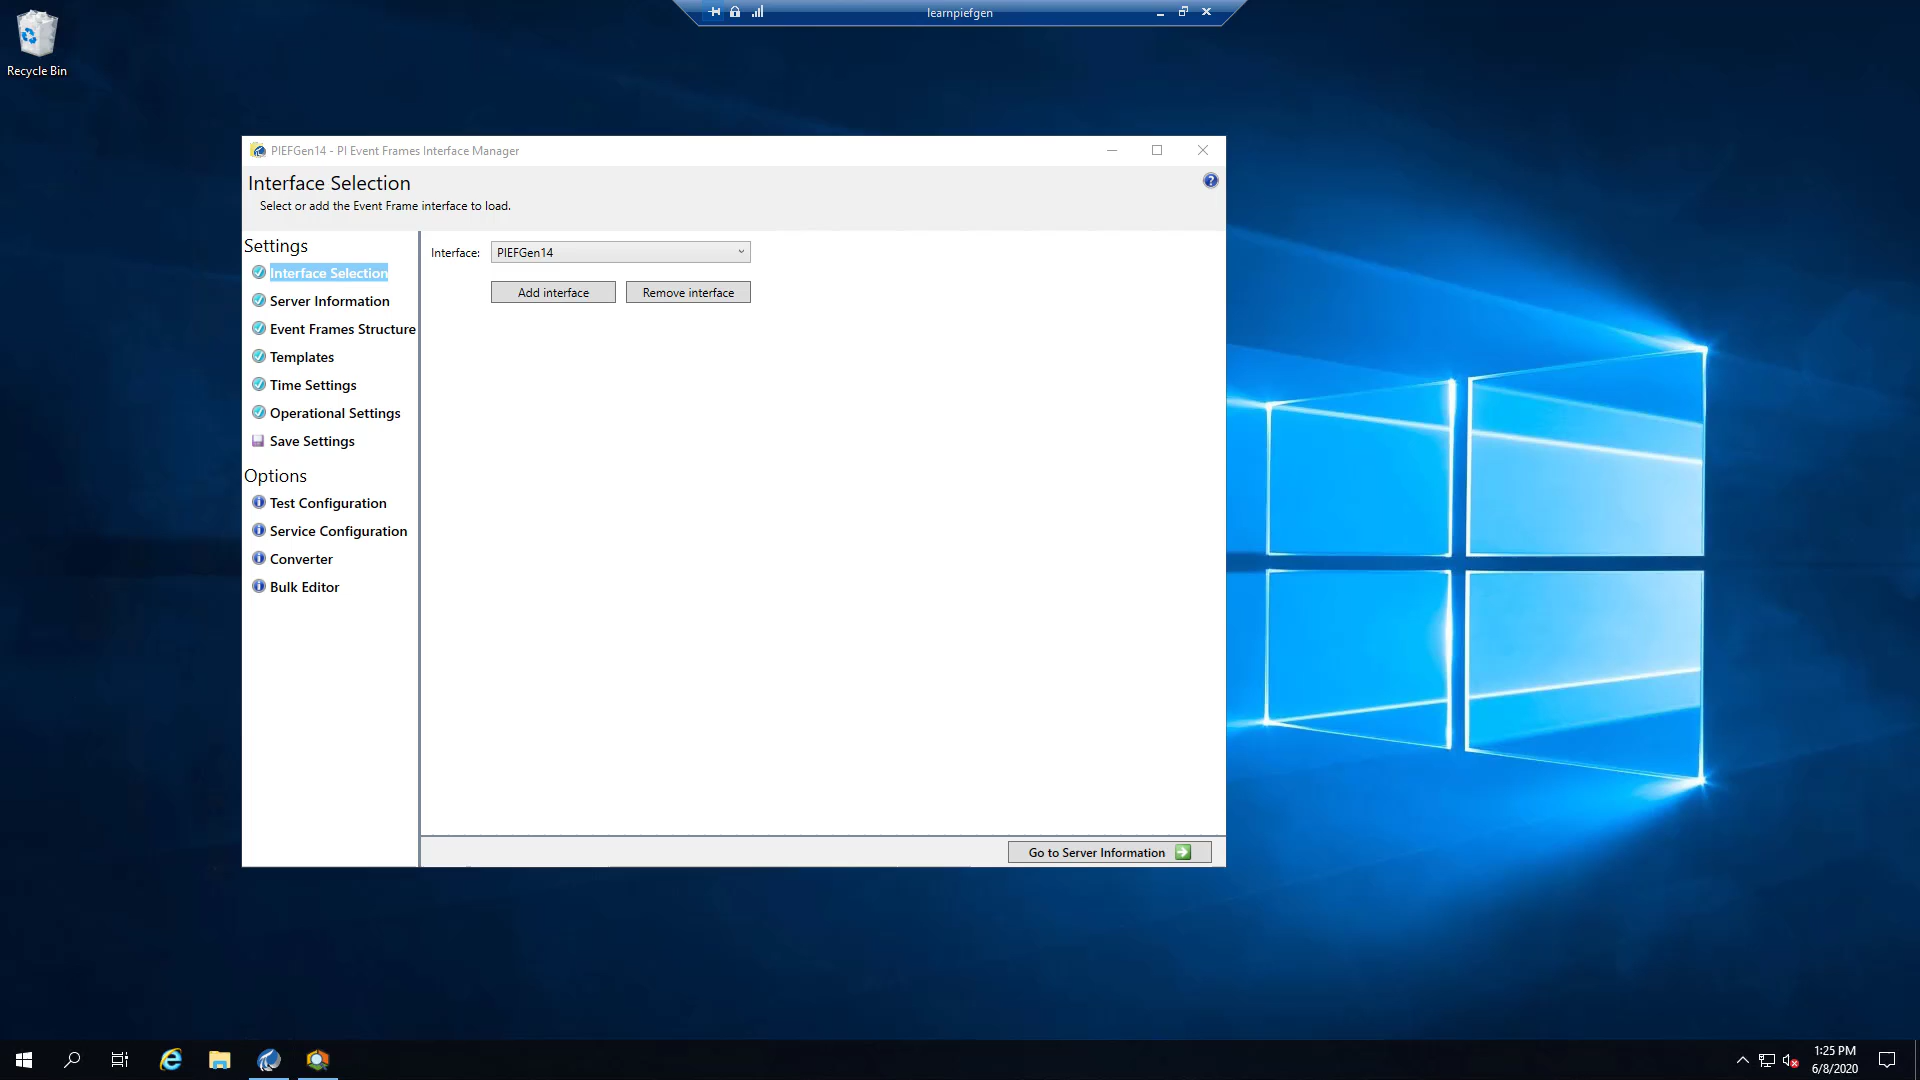 learnpiefgen
Recycle Bin
PIEFGen14 - PI Event Frames Interface Manager
Interface Selection
Select or add the Event Frame interface to load.
Settings
Interface Selection
Server Information
Event Frames Structure
Templates
Time Settings
Operational Settings
Save Settings
Options
Test Configuration
Service Configuration
Converter
Bulk Editor
Interface: PIEFGen14
Add interface Remove interface
Go to Server Information
1:25 PM
6/8/2020